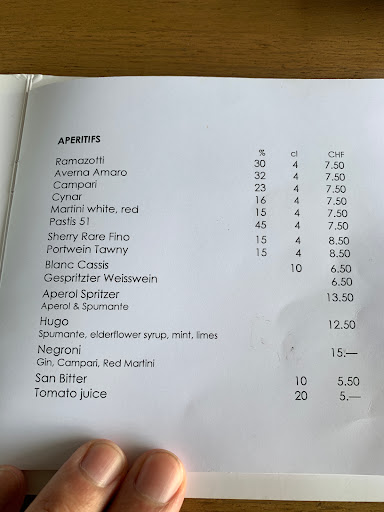 APERITIFS
% cl CHF
Ramazotti 30 4 7.50
Averna Amaro 32 4 7.50
Campari 23 4 7.50
Cynar 16 4 7.50
Martini white, red 15 4 7.50
Pastis 51 45 4 7.50
Sherry Rare Fino 15 4 8.50
Portwein Tawny 15 4 8.50
Blanc Cassis 10 6.50
Gespritzter Weisswein 6.50
Aperol Spritzer 13.50
Aperol & Spumante
Hugo 12.50
Spumante, elderflower syrup, mint, limes
Negroni 15.—
Gin, Campari, Red Martini
San Bitter 10 5.50
Tomato juice 20 5.—